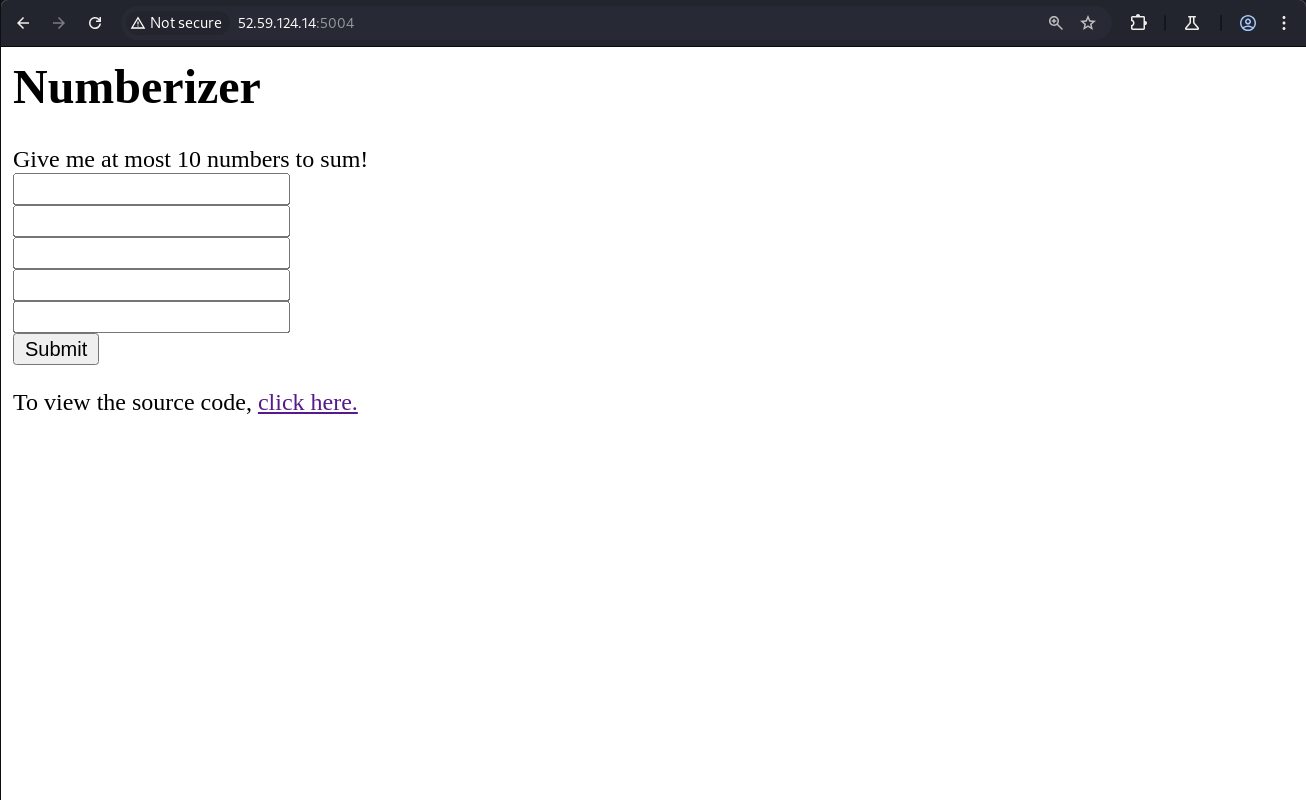 Not secure 52.59.124.14:5004
Numberizer
Give me at most 10 numbers to sum!
Submit
To view the source code, click here.